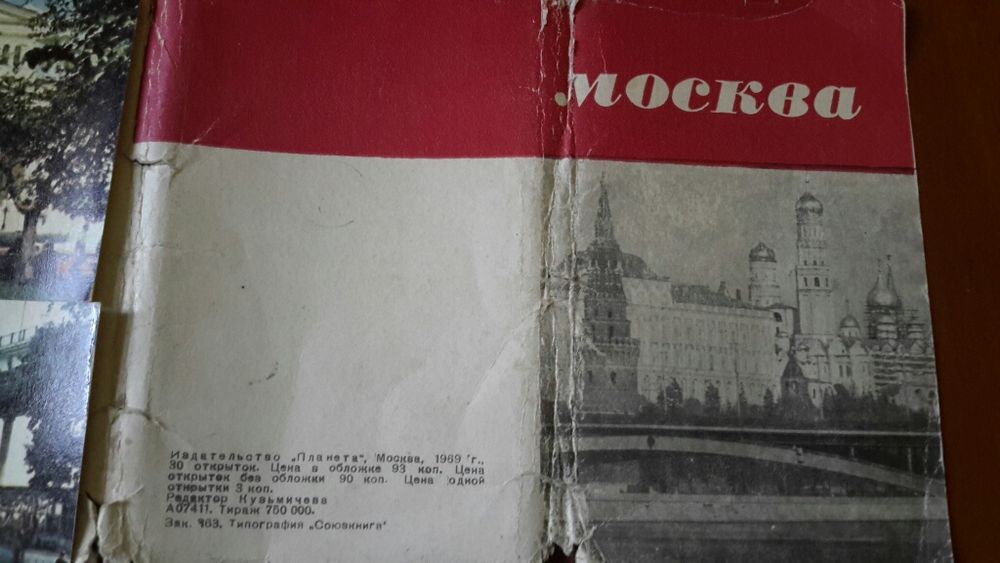 москва
Издательство „Планета", Москва, 1969 г.,
30 открыток. Цена в обложке 93 коп. Цена
открыток без обложки 90 коп. Цена одной
открытки 3 коп.
Редактор Кузьмичева
А07411. Тираж 750 000.
Зак. 363. Типография „Союзкнига"